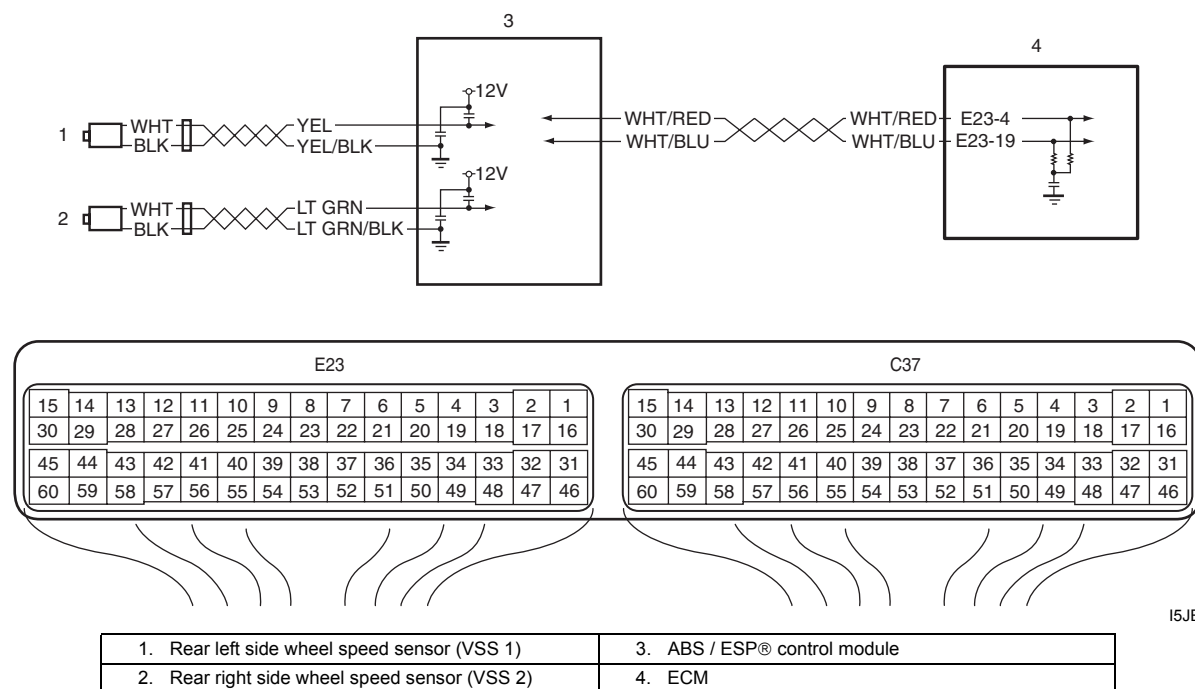 3
4
12V
1 WHT YEL WHT/RED WHT/RED E23-4
BLK YEL/BLK WHT/BLU WHT/BLU E23-19
12V
2 WHT LT GRN
BLK LT GRN/BLK
E23 C37
15 14 13 12 11 10 9 8 7 6 5 4 3 2 1 15 14 13 12 11 10 9 8 7 6 5 4 3 2 1
30 29 28 27 26 25 24 23 22 21 20 19 18 17 16 30 29 28 27 26 25 24 23 22 21 20 19 18 17 16
45 44 43 42 41 40 39 38 37 36 35 34 33 32 31 45 44 43 42 41 40 39 38 37 36 35 34 33 32 31
60 59 58 57 56 55 54 53 52 51 50 49 48 47 46 60 59 58 57 56 55 54 53 52 51 50 49 48 47 46
1. Rear left side wheel speed sensor (VSS 1) 3. ABS / ESP® control module
2. Rear right side wheel speed sensor (VSS 2) 4. ECM